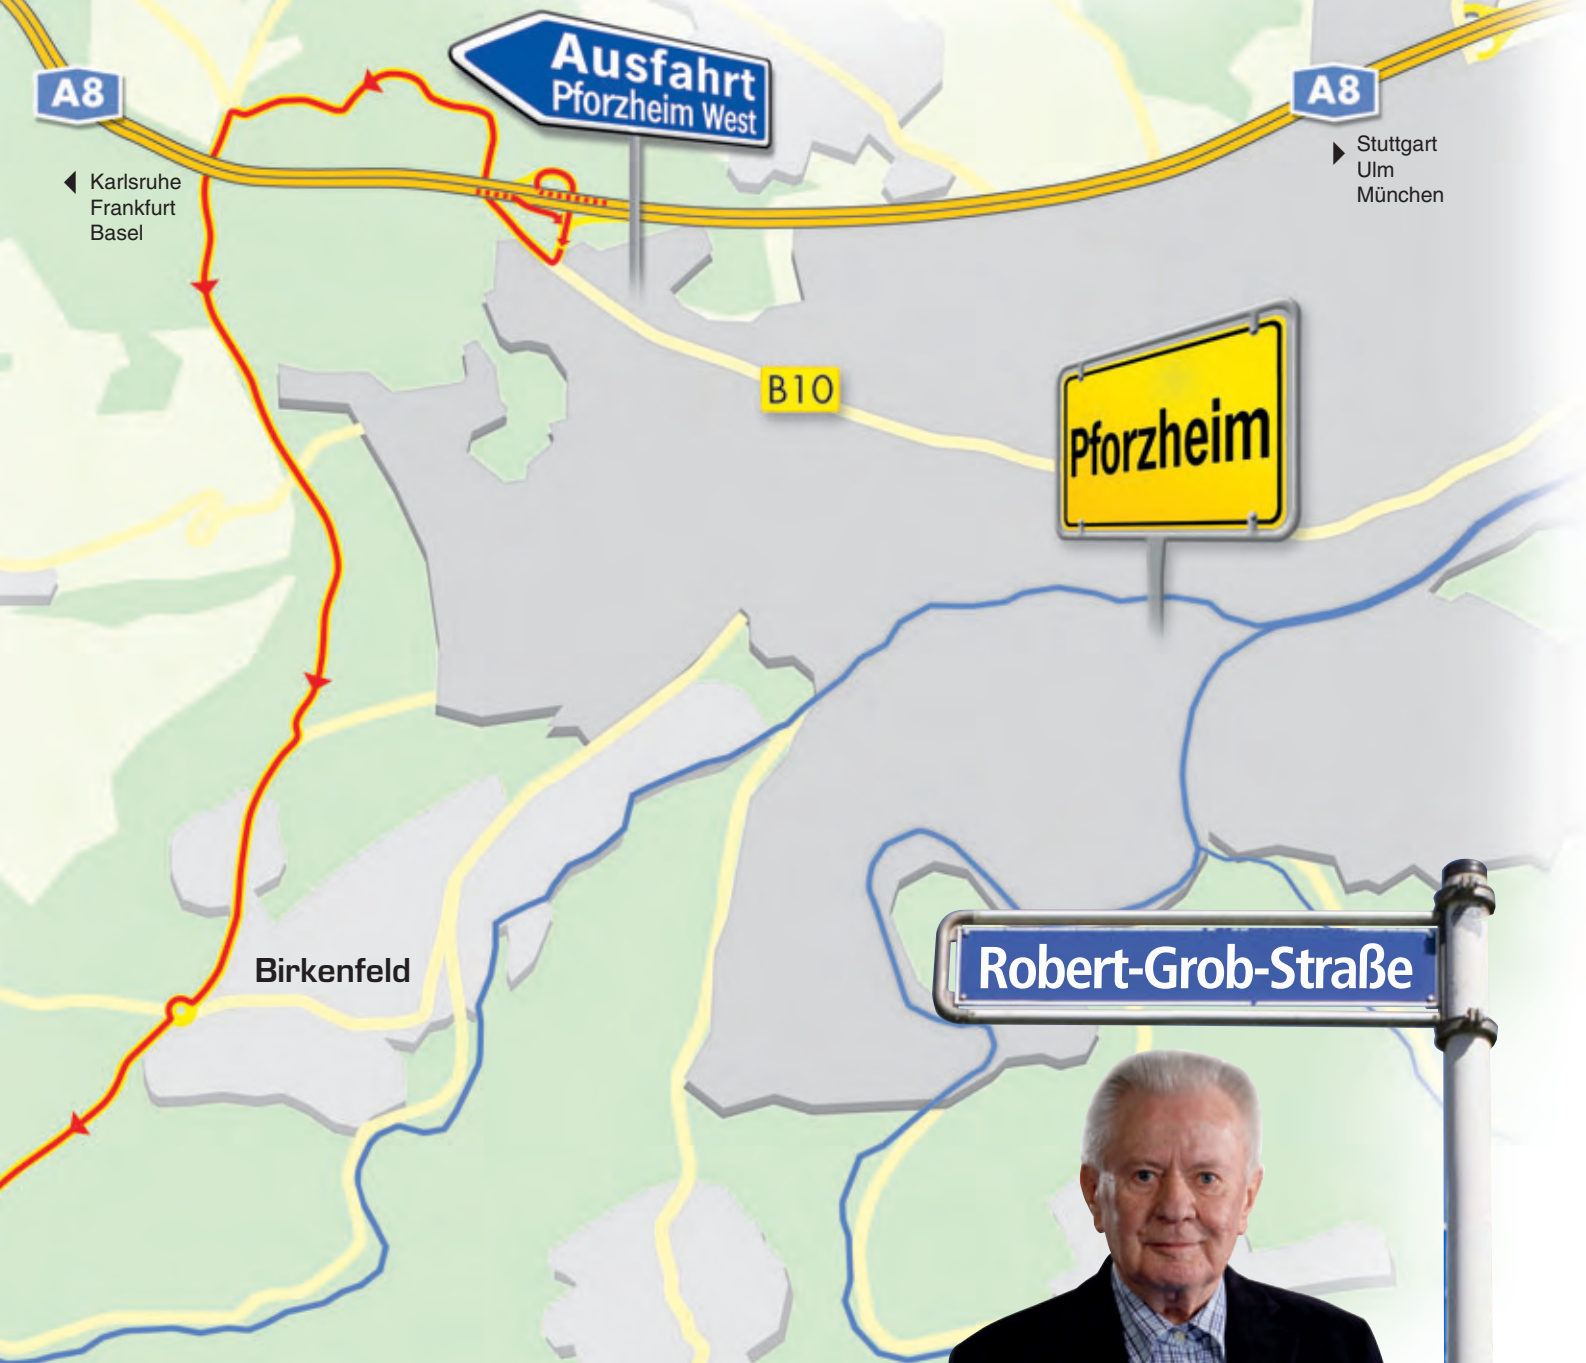 Ausfahrt
Pforzheim West
A8
A8
Karlsruhe
Frankfurt
Basel
Stuttgart
Ulm
München
B10
Pforzheim
Birkenfeld
Robert-Grob-Straße